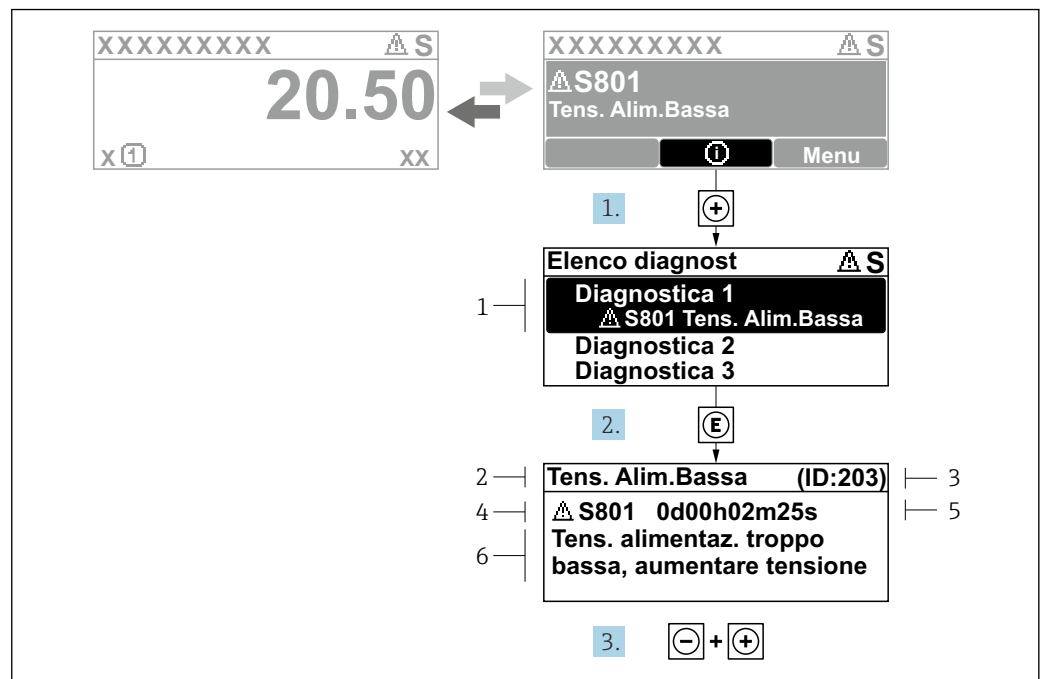 XXXXXXXXX ⚠ S
20.50
x ① xx
XXXXXXXXX ⚠ S
⚠ S801
Tens. Alim.Bassa
ⓘ Menu
1. +
Elenco diagnost ⚠ S
1
Diagnostica 1
⚠ S801 Tens. Alim.Bassa
Diagnostica 2
Diagnostica 3
2. E
2 Tens. Alim.Bassa (ID:203) 3
4 ⚠ S801 0d00h02m25s 5
6
Tens. alimentaz. troppo
bassa, aumentare tensione
3. - + +